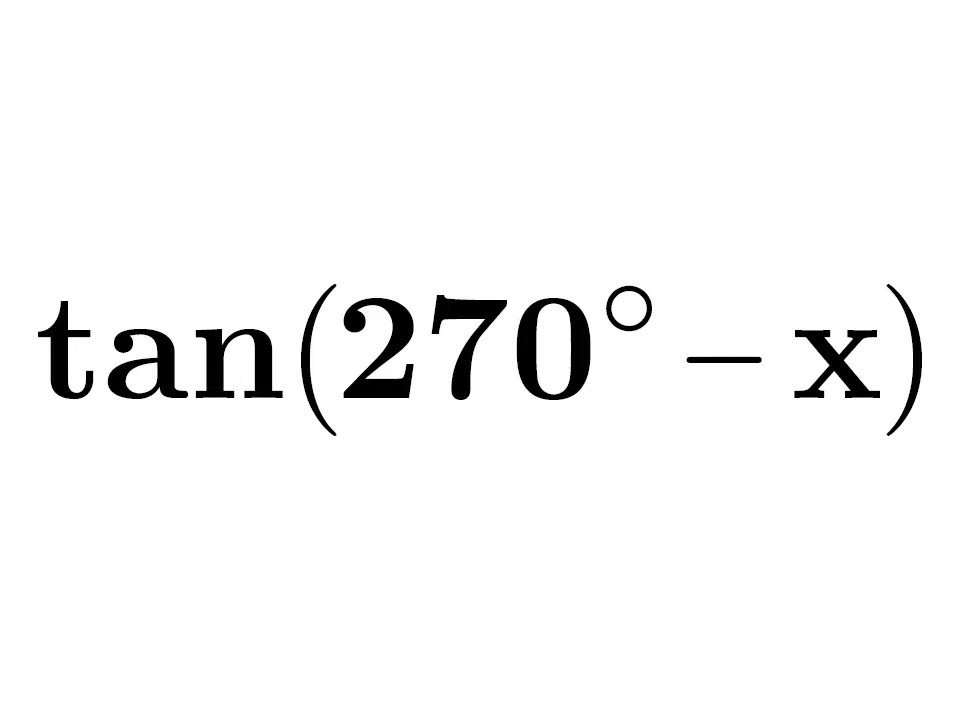 tan(270° – x)